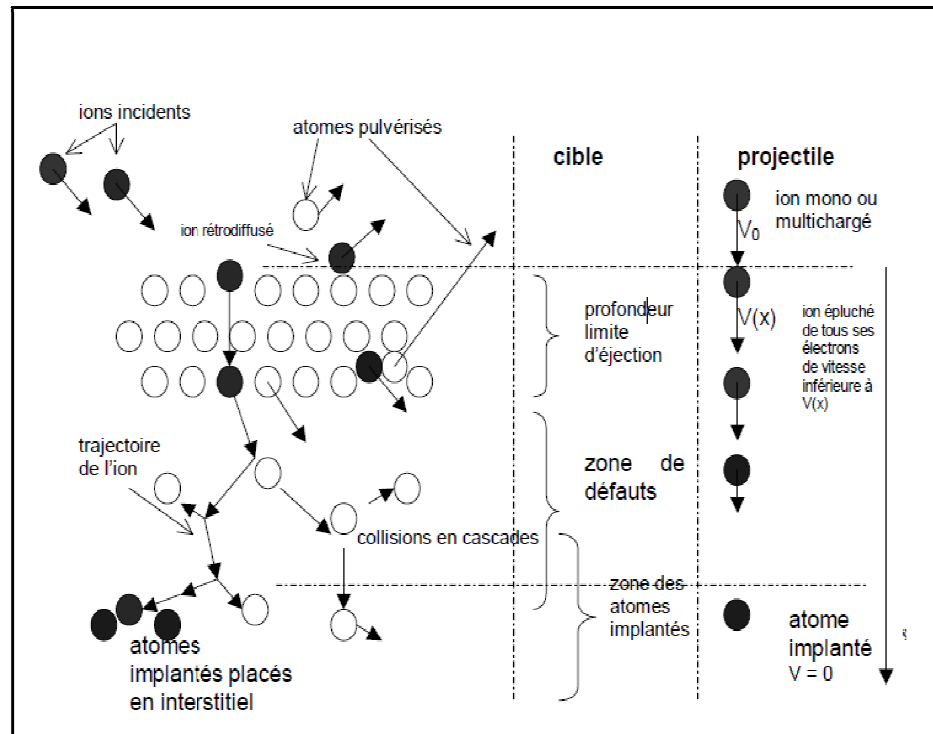 ions incidents
atomes pulvérisés
ion rétrodiffusé
trajectoire
de l'ion
collisions en cascades
atomes
implantés placés
en interstitiel
cible
profondeur
limite
d'éjection
zone de
défauts
zone des
atomes
implantés
projectile
ion mono ou
multichargé
V0
V(x)
ion épluché
de tous ses
électrons
de vitesse
inférieure à
V(x)
atome
implanté
V = 0